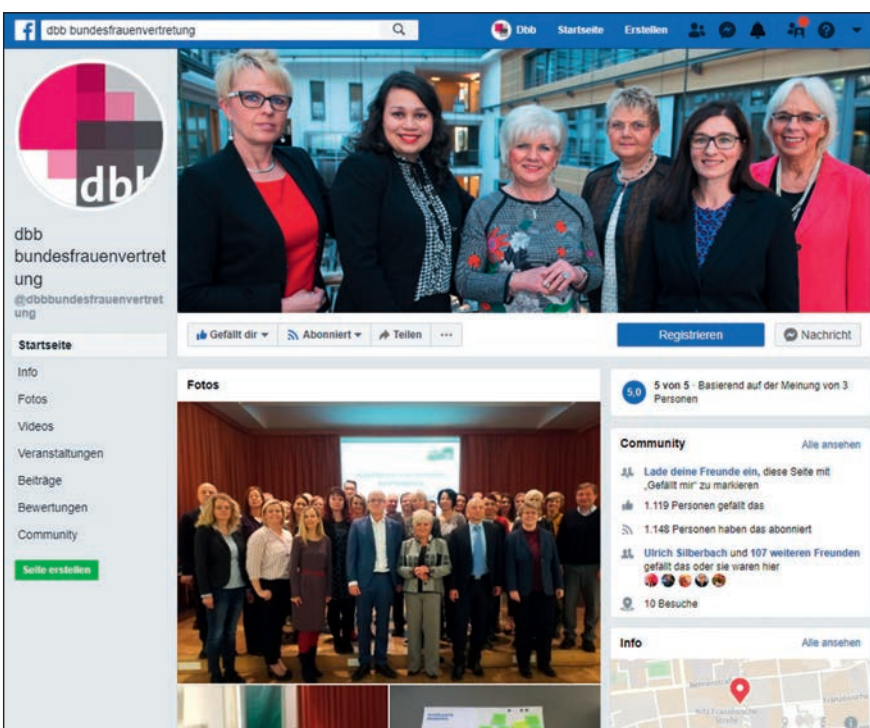 dbb bundesfrauenvertretung
Dbb
Startseite
Erstellen
dbb
dbb
bundesfrauenvertret
ung
@dbbbundesfrauenvertret
ung
Startseite
Info
Fotos
Videos
Veranstaltungen
Beiträge
Bewertungen
Community
Seite erstellen
Gefällt dir
Abonniert
Teilen
Registrieren
Nachricht
Fotos
5,0
5 von 5 · Basierend auf der Meinung von 3
Personen
Community
Alle ansehen
Lade deine Freunde ein, diese Seite mit
„Gefällt mir" zu markieren
1.119 Personen gefällt das
1.148 Personen haben das abonniert
Ulrich Silberbach und 107 weiteren Freunden
gefällt das oder sie waren hier
10 Besuche
Info
Alle ansehen